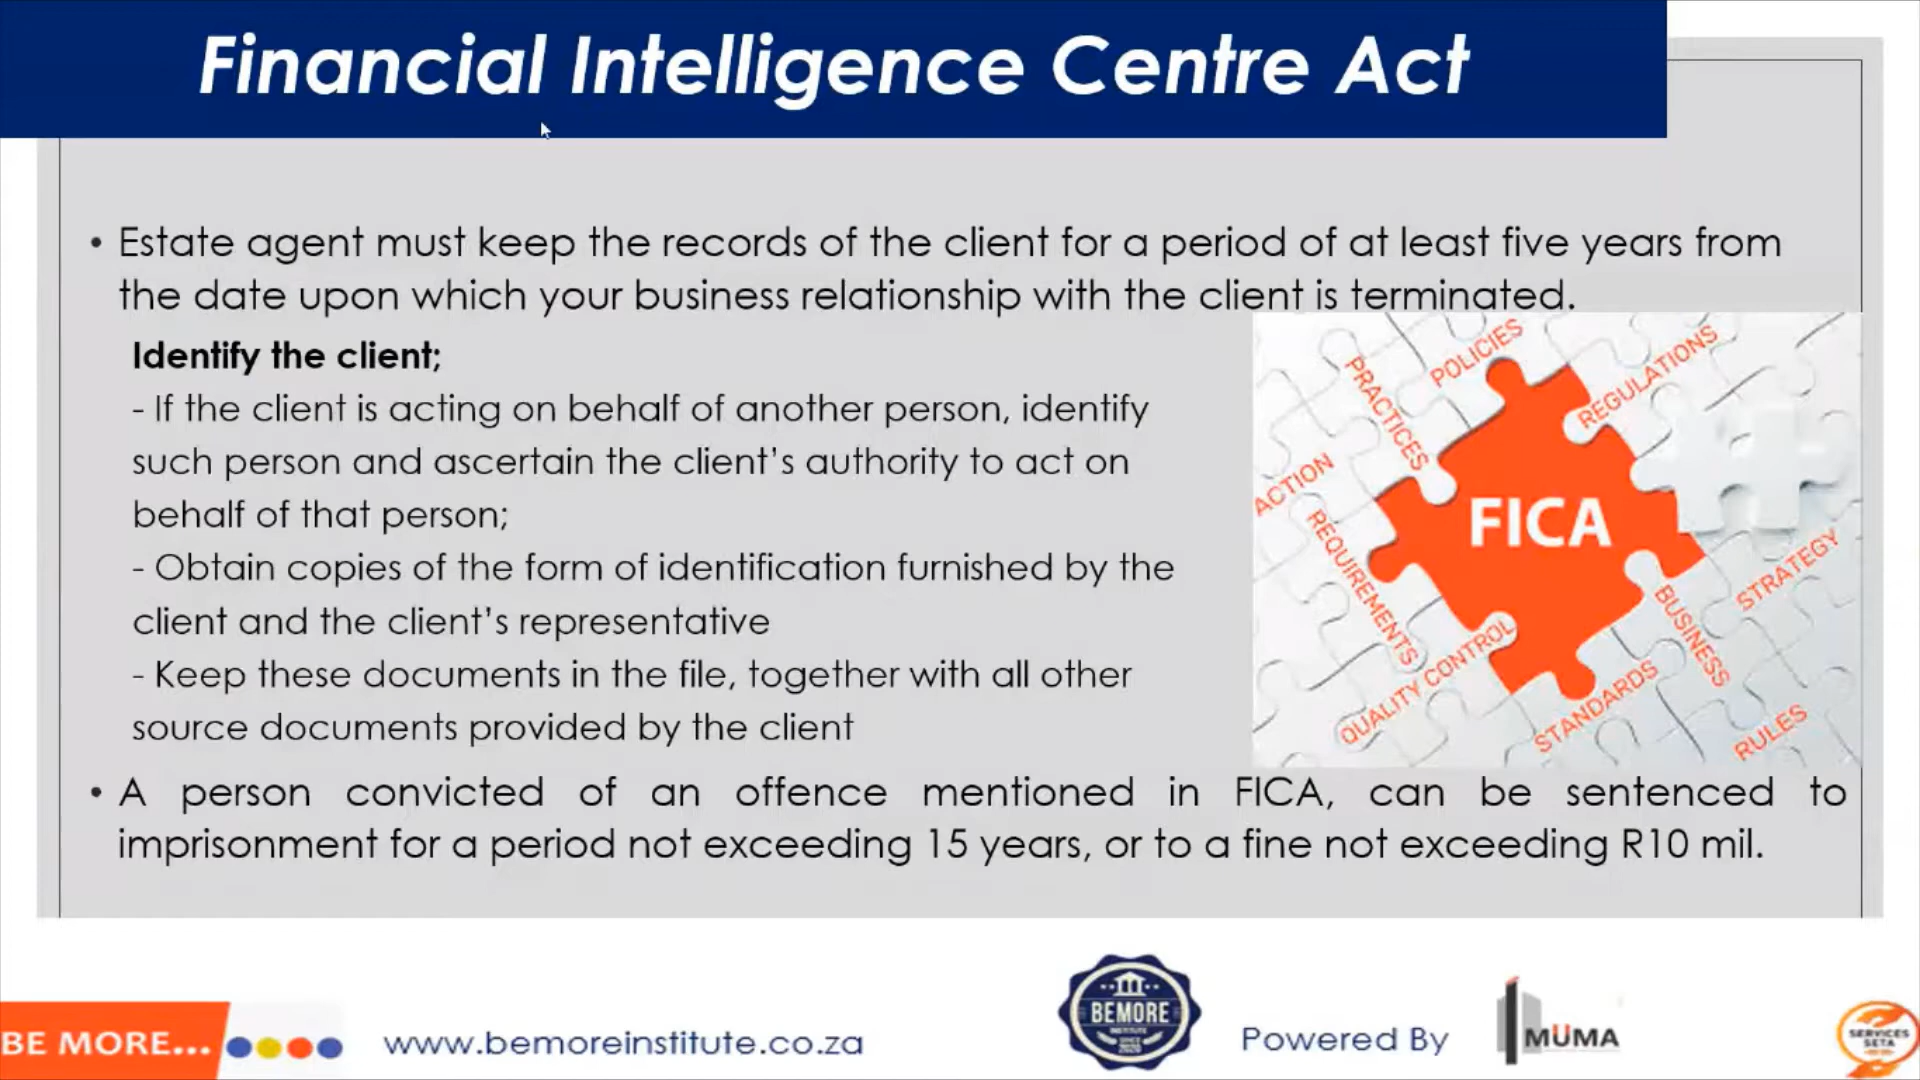 Financial Intelligence Centre Act
• Estate agent must keep the records of the client for a period of at least five years from
the date upon which your business relationship with the client is terminated.
Identify the client;
- If the client is acting on behalf of another person, identify
such person and ascertain the client's authority to act on
behalf of that person;
- Obtain copies of the form of identification furnished by the
client and the client's representative
- Keep these documents in the file, together with all other
source documents provided by the client
PRACTICES
POLICIES
REGULATIONS
ACTION
FICA
REQUIREMENTS
STRATEGY
BUSINESS
QUALITY CONTROL
STANDARDS
RULES
• A person convicted of an offence mentioned in FICA, can be sentenced to
imprisonment for a period not exceeding 15 years, or to a fine not exceeding R10 mil.
BE MORE...
www.bemoreinstitute.co.za
BEMORE
INSTITUTE
Powered By
MUMA
SERVICES
SETA